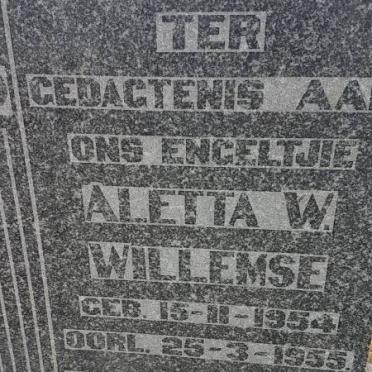 TER
GEDAGTENIS AA
ONS ENGELTJIE
ALETTA W.
WILLEMSE
GEB. 15-11-1954
OORL. 25-3-1955.